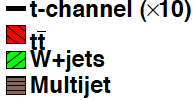 t-channel (×10)
tt̄
W+jets
Multijet